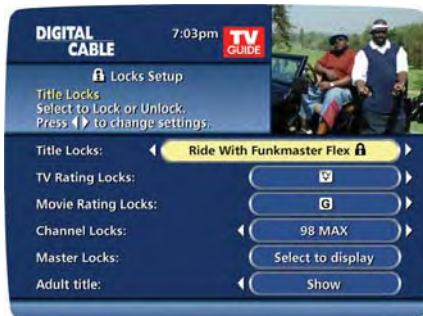 DIGITAL
CABLE
7:03pm
TV
GUIDE
Locks Setup
Title Locks
Select to Lock or Unlock.
Press ◀▶ to change settings.
Title Locks: Ride With Funkmaster Flex
TV Rating Locks:
Movie Rating Locks: G
Channel Locks: 98 MAX
Master Locks: Select to display
Adult title: Show